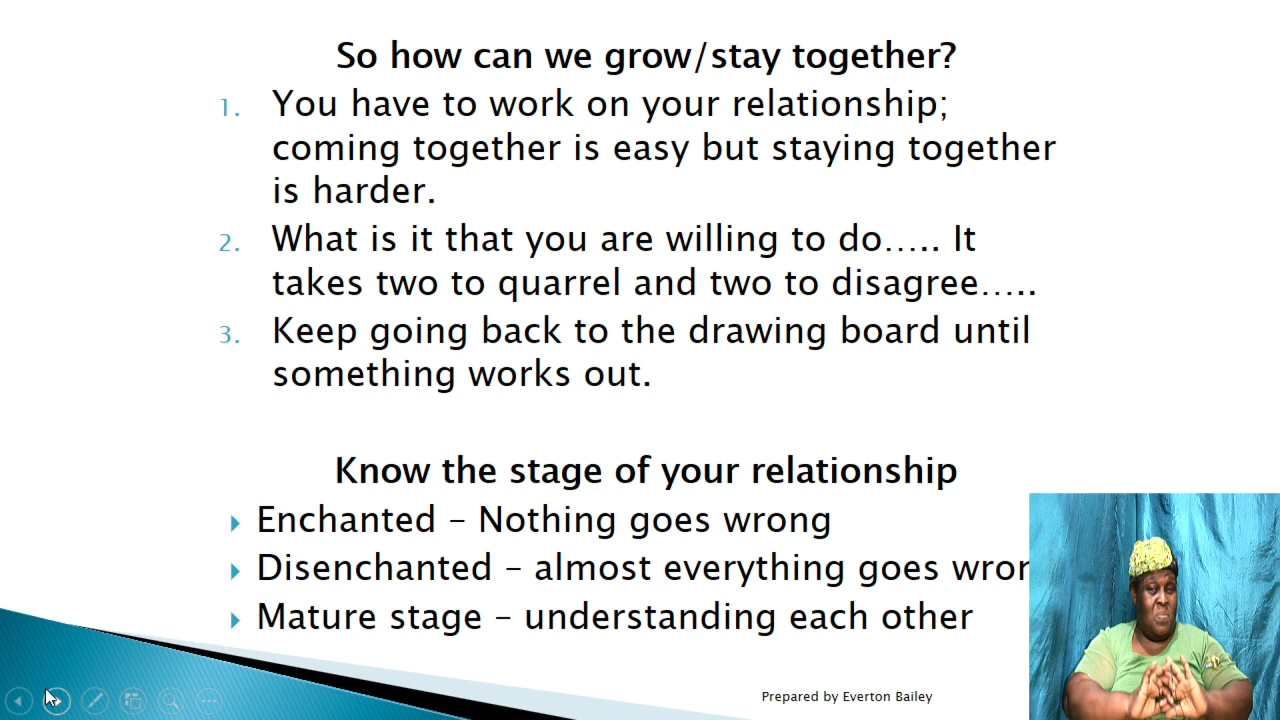 So how can we grow/stay together?
1. You have to work on your relationship;
coming together is easy but staying together
is harder.
2. What is it that you are willing to do….. It
takes two to quarrel and two to disagree…..
3. Keep going back to the drawing board until
something works out.
Know the stage of your relationship
Enchanted – Nothing goes wrong
Disenchanted – almost everything goes wron
Mature stage – understanding each other
Prepared by Everton Bailey